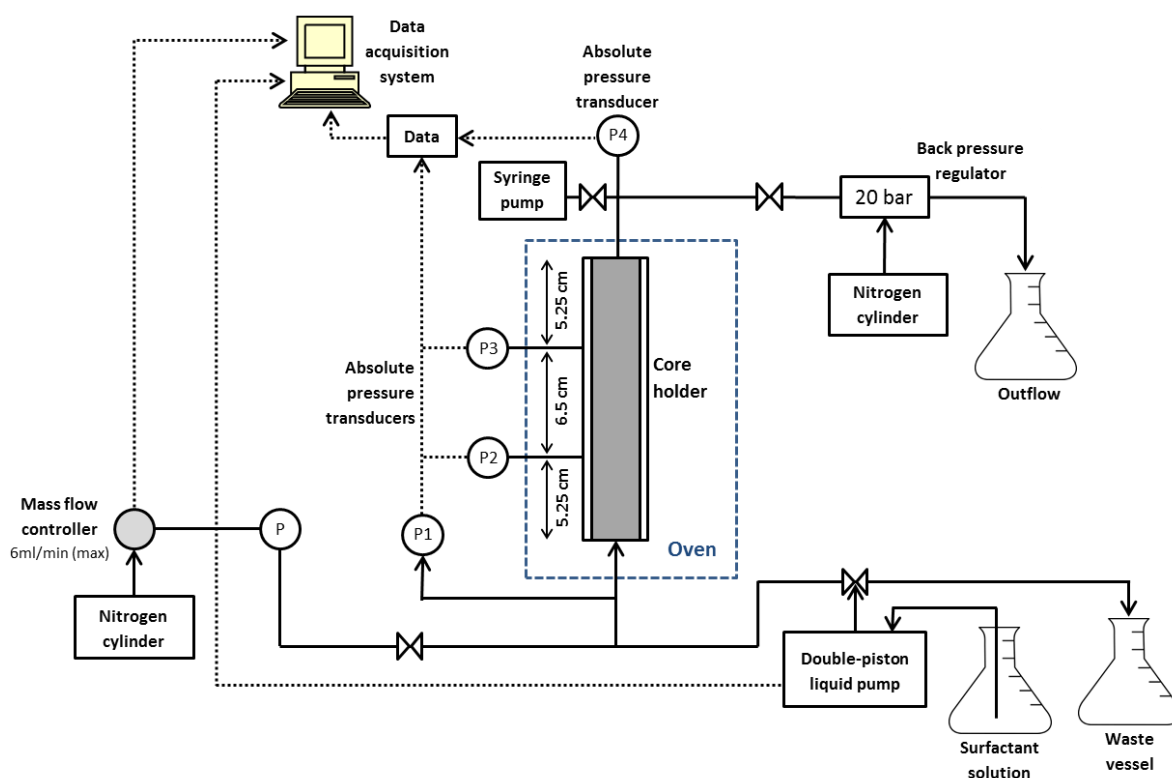 Data
acquisition
system
Absolute
pressure
transducer
Data
P4
Syringe
pump
Back pressure
regulator
20 bar
Nitrogen
cylinder
Outflow
5.25 cm
6.5 cm
5.25 cm
P3
P2
P1
Absolute
pressure
transducers
Core
holder
Oven
Mass flow
controller
6ml/min (max)
P
Nitrogen
cylinder
Double-piston
liquid pump
Surfactant
solution
Waste
vessel